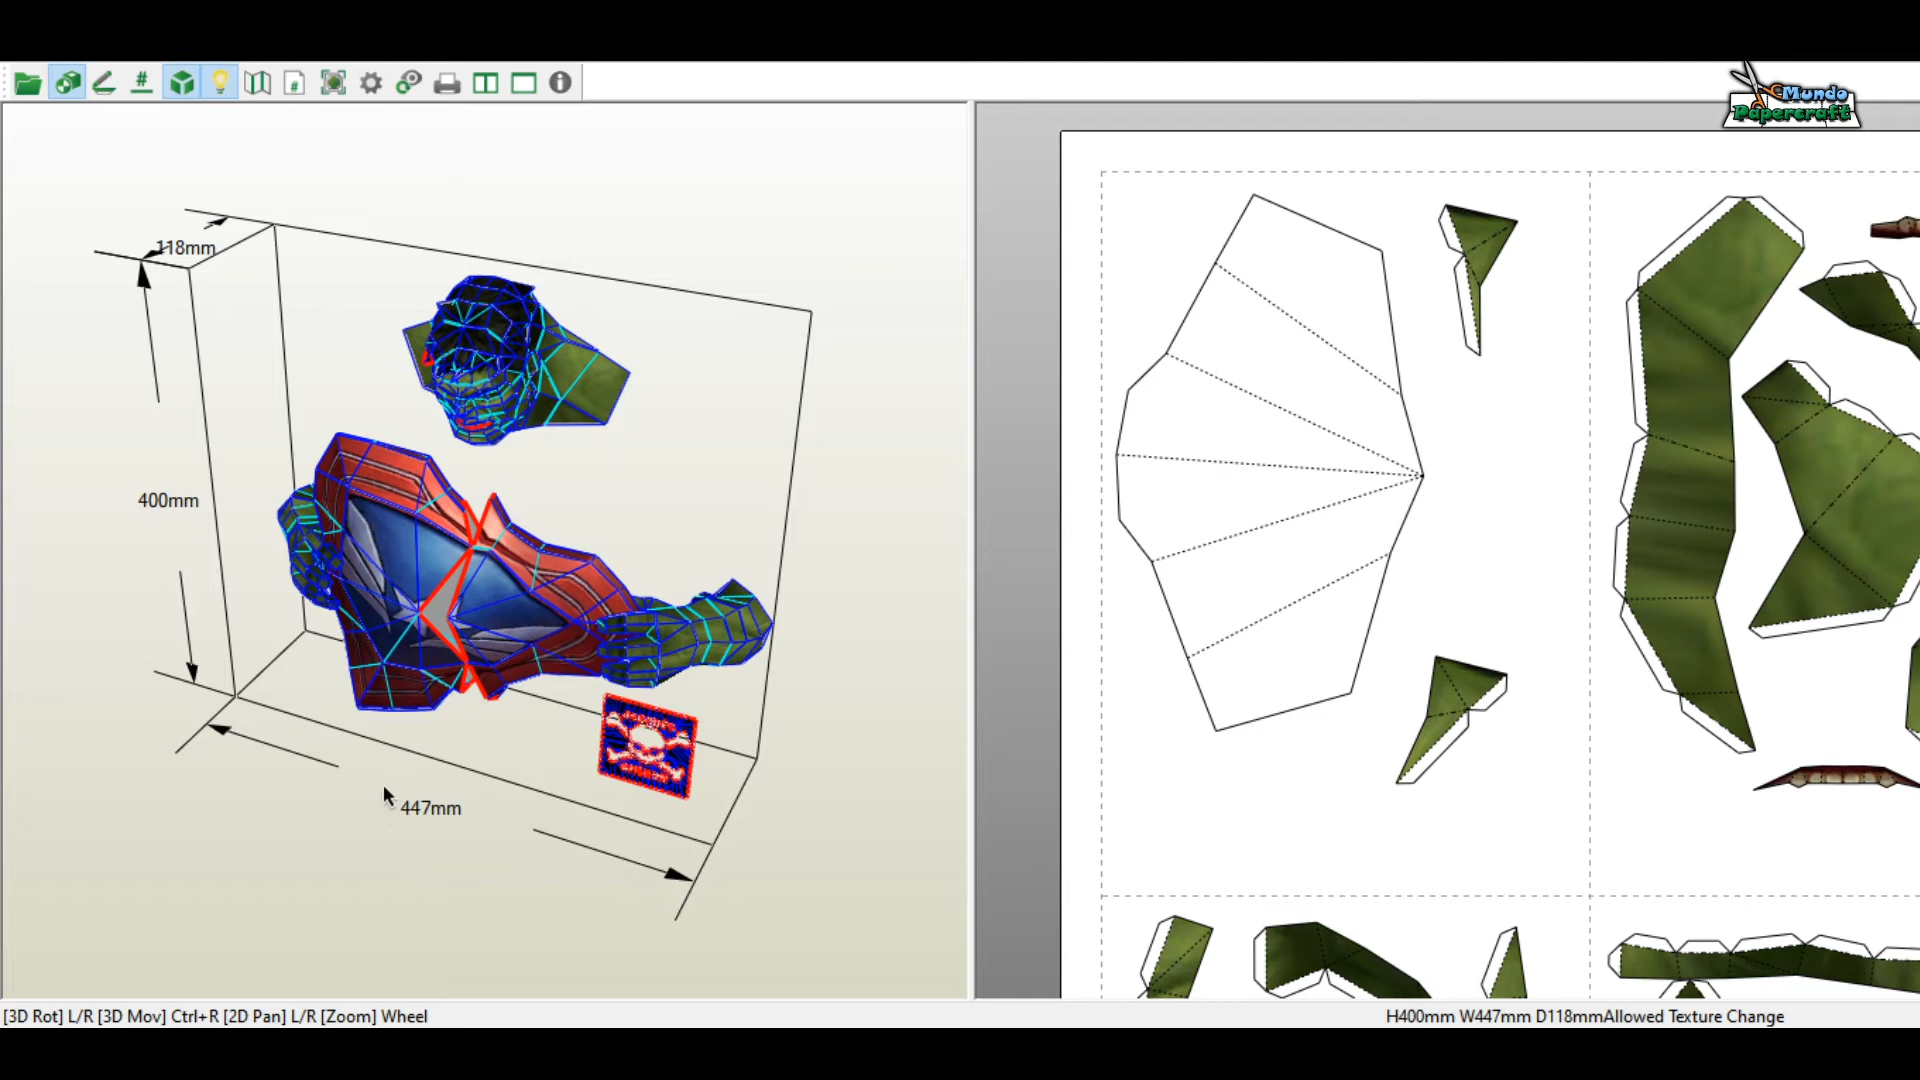 Mundo
Papercraft
118mm
400mm
447mm
[3D Rot] L/R [3D Mov] Ctrl+R [2D Pan] L/R [Zoom] Wheel
H400mm W447mm D118mmAllowed Texture Change